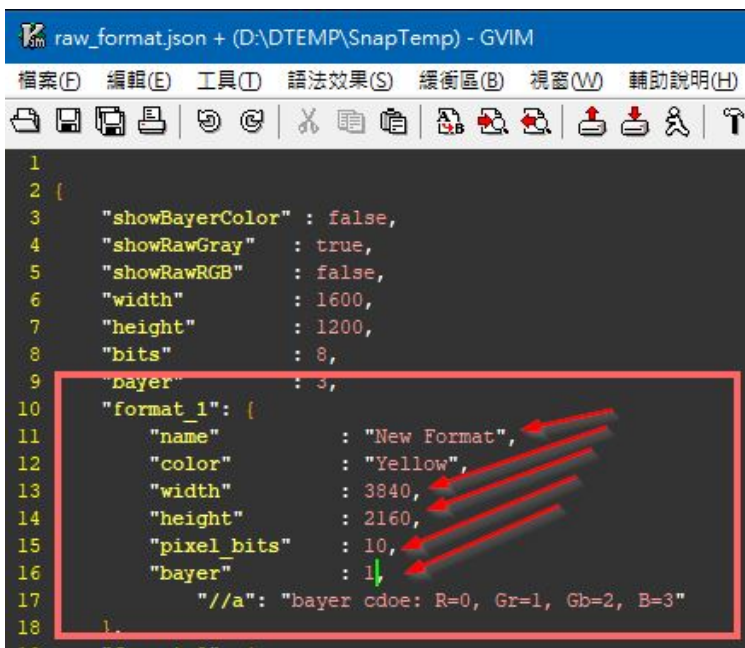 raw_format.json + (D:\DTEMP\SnapTemp) - GVIM
檔案(F) 編輯(E) 工具(T) 語法效果(S) 緩衝區(B) 視窗(W) 輔助說明(H)
1
2 {
3 "showBayerColor" : false,
4 "showRawGray" : true,
5 "showRawRGB" : false,
6 "width" : 1600,
7 "height" : 1200,
8 "bits" : 8,
9 "bayer" : 3,
10 "format_1": {
11 "name" : "New Format",
12 "color" : "Yellow",
13 "width" : 3840,
14 "height" : 2160,
15 "pixel_bits" : 10,
16 "bayer" : 1,
17 "//a": "bayer cdoe: R=0, Gr=1, Gb=2, B=3"
18 },